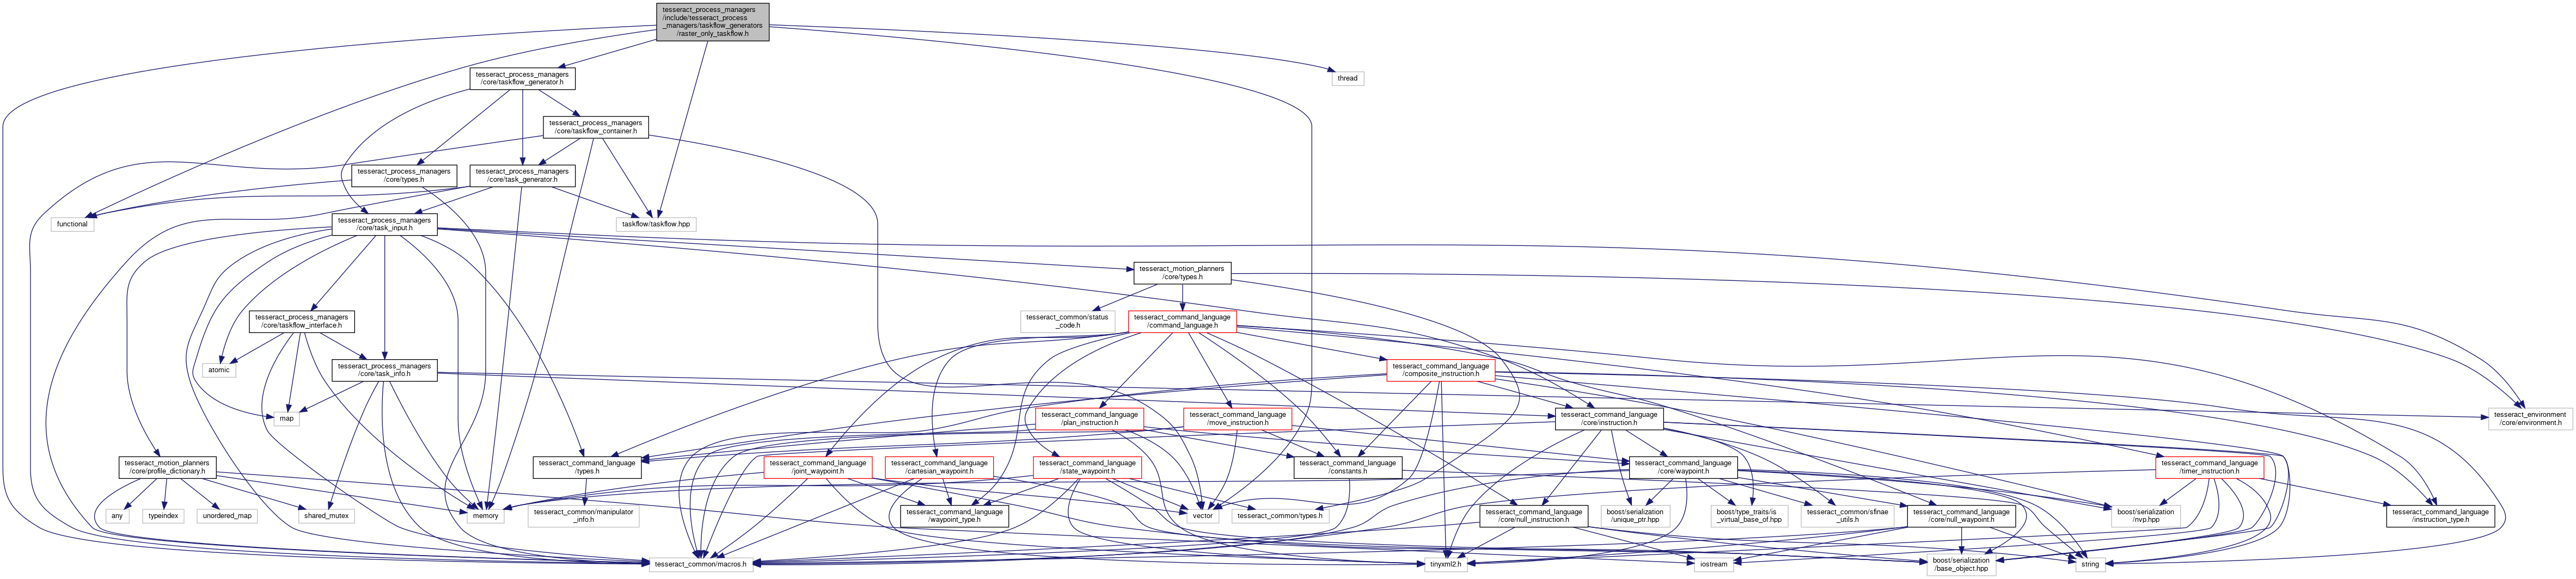 tesseract_process_managers
/include/tesseract_process
_managers/taskflow_generators
/raster_only_taskflow.h
tesseract_process_managers
/core/taskflow_generator.h
thread
tesseract_process_managers
/core/taskflow_container.h
tesseract_process_managers
/core/types.h
tesseract_process_managers
/core/task_generator.h
functional
tesseract_process_managers
/core/task_input.h
taskflow/taskflow.hpp
tesseract_motion_planners
/core/types.h
tesseract_process_managers
/core/taskflow_interface.h
tesseract_common/status
_code.h
tesseract_command_language
/command_language.h
atomic
tesseract_process_managers
/core/task_info.h
tesseract_command_language
/composite_instruction.h
map
tesseract_command_language
/plan_instruction.h
tesseract_command_language
/move_instruction.h
tesseract_command_language
/core/instruction.h
tesseract_environment
/core/environment.h
tesseract_motion_planners
/core/profile_dictionary.h
tesseract_command_language
/types.h
tesseract_command_language
/joint_waypoint.h
tesseract_command_language
/cartesian_waypoint.h
tesseract_command_language
/state_waypoint.h
tesseract_command_language
/constants.h
tesseract_command_language
/core/waypoint.h
tesseract_command_language
/timer_instruction.h
any
typeindex
unordered_map
shared_mutex
memory
tesseract_common/manipulator
_info.h
tesseract_command_language
/waypoint_type.h
vector
tesseract_common/types.h
tesseract_command_language
/core/null_instruction.h
boost/serialization
/unique_ptr.hpp
boost/type_traits/is
_virtual_base_of.hpp
tesseract_common/sfinae
_utils.h
tesseract_command_language
/core/null_waypoint.h
boost/serialization
/nvp.hpp
tesseract_command_language
/instruction_type.h
tesseract_common/macros.h
tinyxml2.h
iostream
boost/serialization
/base_object.hpp
string